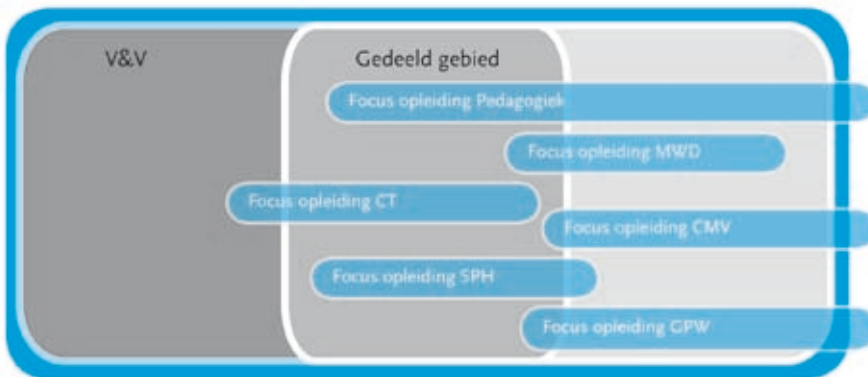 V&V
Gedeeld gebied
Focus opleiding Pedagogiek
Focus opleiding MWD
Focus opleiding CT
Focus opleiding CMV
Focus opleiding SPH
Focus opleiding GPW